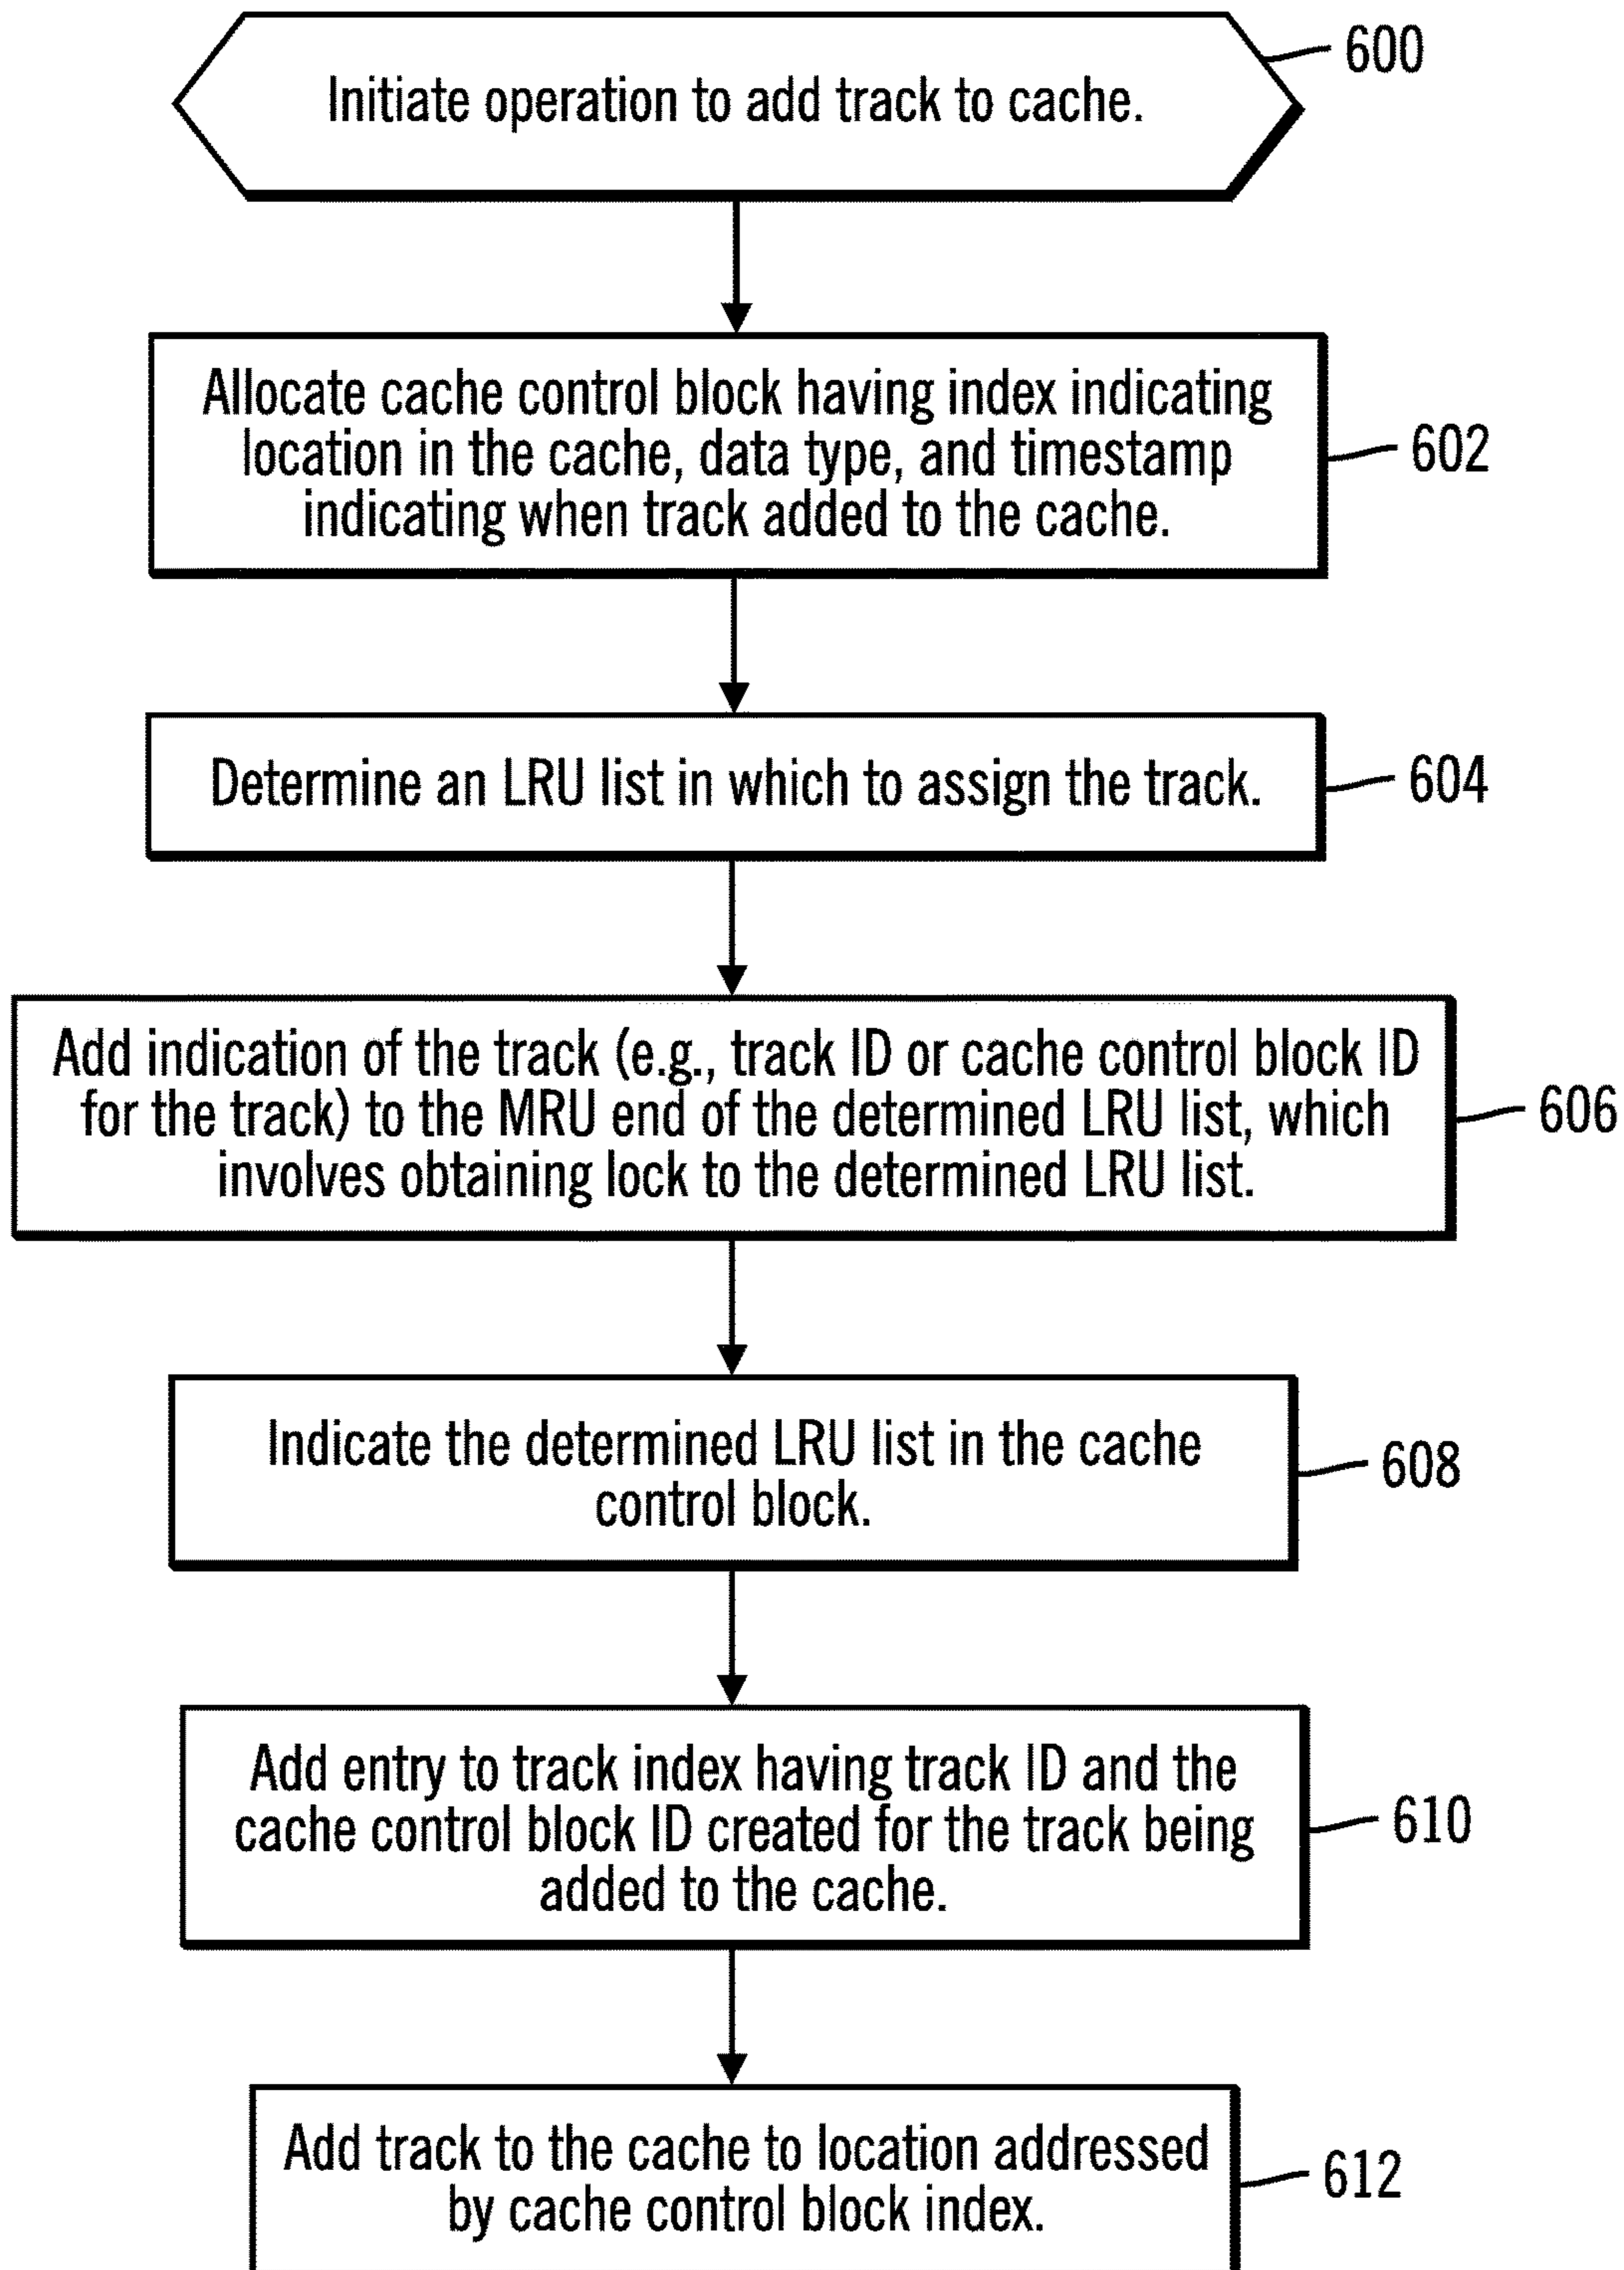 Initiate operation to add track to cache.
600
Allocate cache control block having index indicating
location in the cache, data type, and timestamp
indicating when track added to the cache.
602
Determine an LRU list in which to assign the track.
604
Add indication of the track (e.g., track ID or cache control block ID
for the track) to the MRU end of the determined LRU list, which
involves obtaining lock to the determined LRU list.
606
Indicate the determined LRU list in the cache
control block.
608
Add entry to track index having track ID and the
cache control block ID created for the track being
added to the cache.
610
Add track to the cache to location addressed
by cache control block index.
612